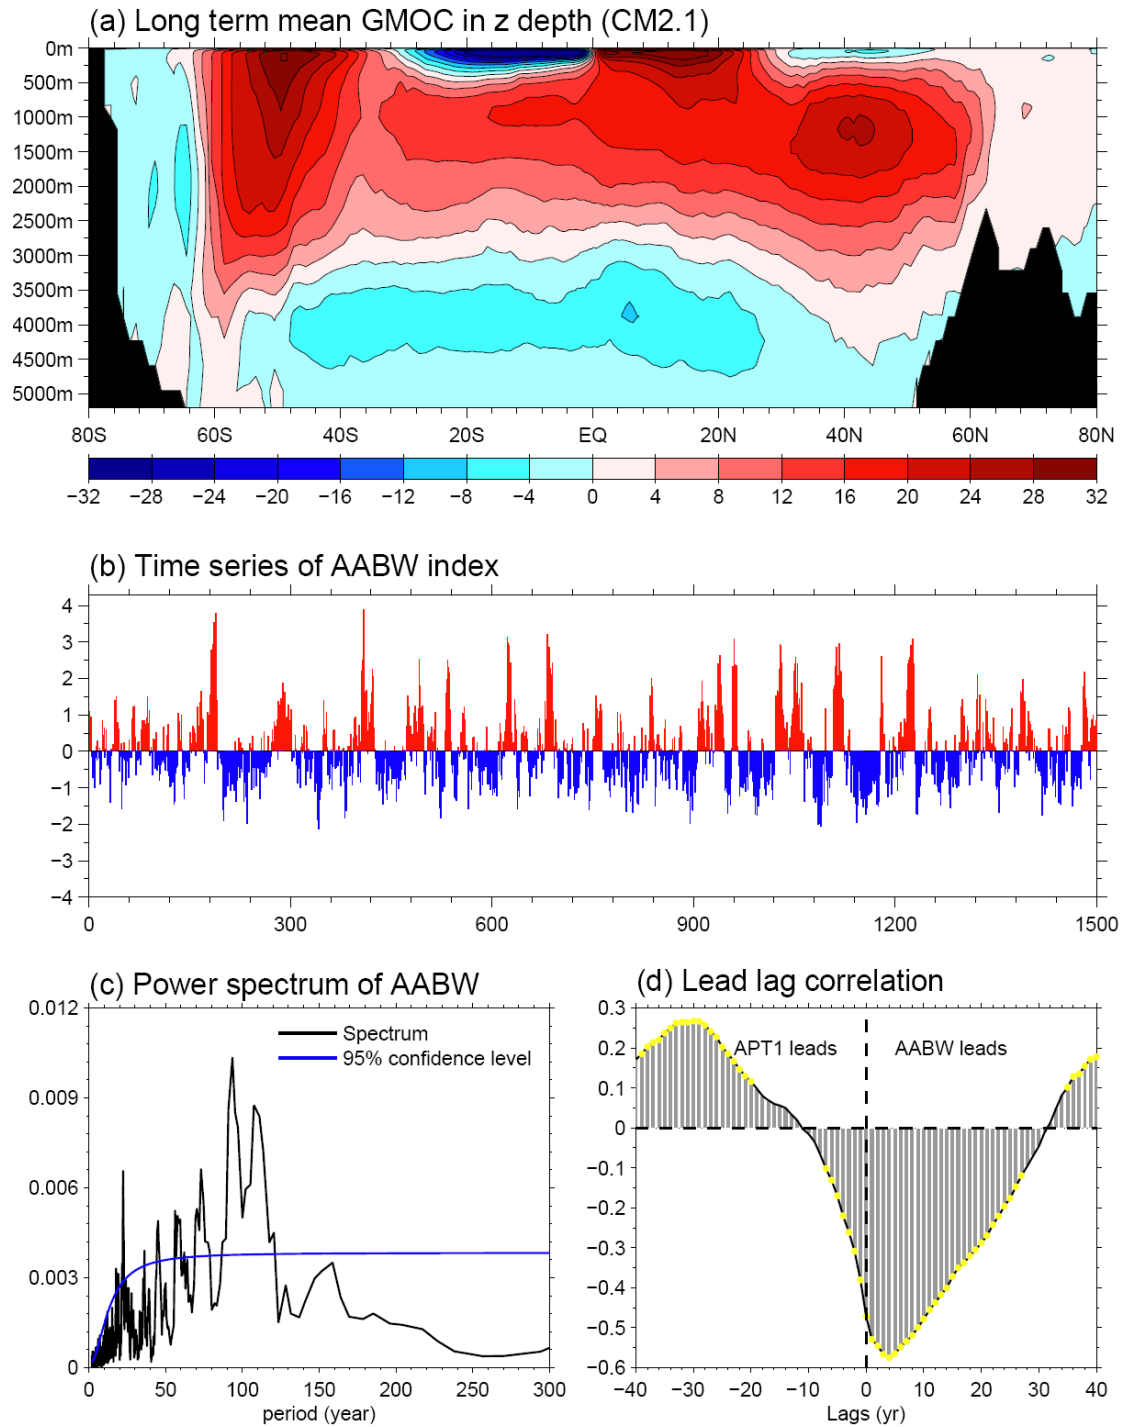 (a) Long term mean GMOC in z depth (CM2.1)
0m
500m
1000m
1500m
2000m
2500m
3000m
3500m
4000m
4500m
5000m
80S 60S 40S 20S EQ 20N 40N 60N 80N
−32 −28 −24 −20 −16 −12 −8 −4 0 4 8 12 16 20 24 28 32
(b) Time series of AABW index
4
3
2
1
0
−1
−2
−3
−4
0 300 600 900 1200 1500
(c) Power spectrum of AABW
0.012
0.009
0.006
0.003
0
Spectrum
95% confidence level
0 50 100 150 200 250 300
period (year)
(d) Lead lag correlation
0.3
0.2
0.1
0
−0.1
−0.2
−0.3
−0.4
−0.5
−0.6
APT1 leads AABW leads
−40 −30 −20 −10 0 10 20 30 40
Lags (yr)